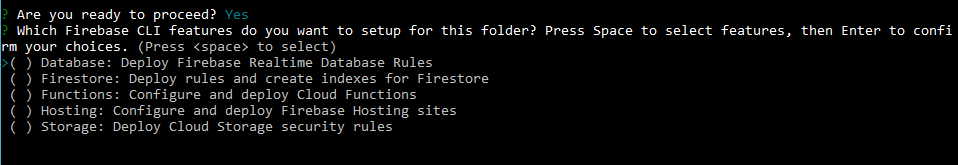 ? Are you ready to proceed? Yes
? Which Firebase CLI features do you want to setup for this folder? Press Space to select features, then Enter to confi
rm your choices. (Press <space> to select)
>( ) Database: Deploy Firebase Realtime Database Rules
( ) Firestore: Deploy rules and create indexes for Firestore
( ) Functions: Configure and deploy Cloud Functions
( ) Hosting: Configure and deploy Firebase Hosting sites
( ) Storage: Deploy Cloud Storage security rules